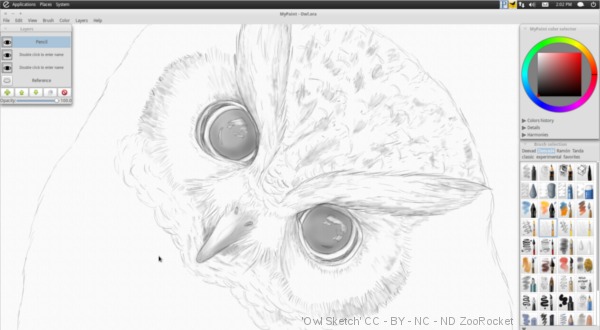 Applications Places System
3:02 PM
MyPaint - Owl.ora
File Edit View Brush Color Layers Help
Layers
Pencil
Double click to enter name
Double click to enter name
Reference
Opacity
100.0
MyPaint color selector
Colors history
Details
Harmonies
Brush selection
Deevad Ramón Tanda
classic experimental favorites
'Owl Sketch' CC - BY - NC - ND ZooRocket